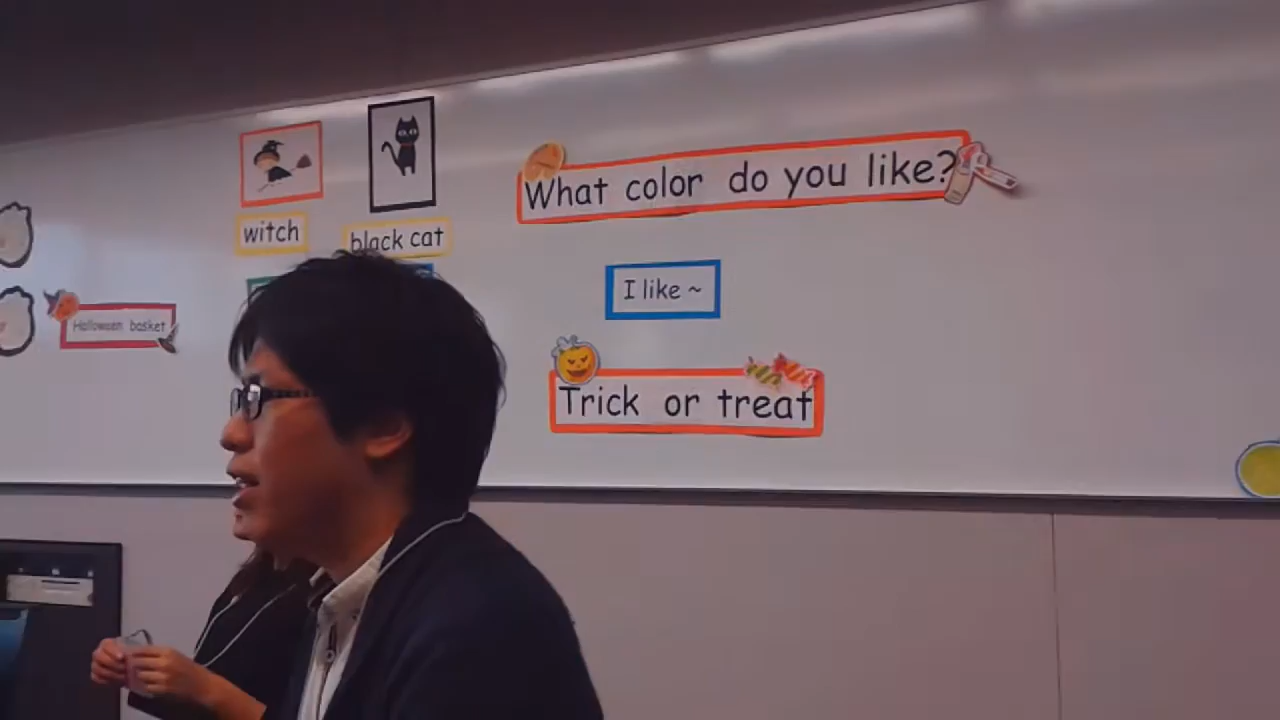 witch
black cat
Halloween basket
What color do you like?
I like ~
Trick or treat